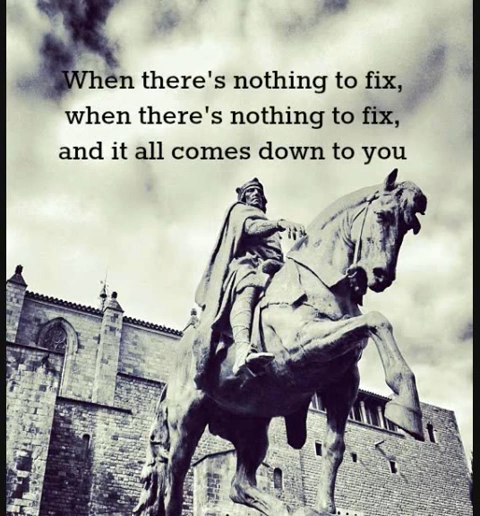 When there's nothing to fix,
when there's nothing to fix,
and it all comes down to you